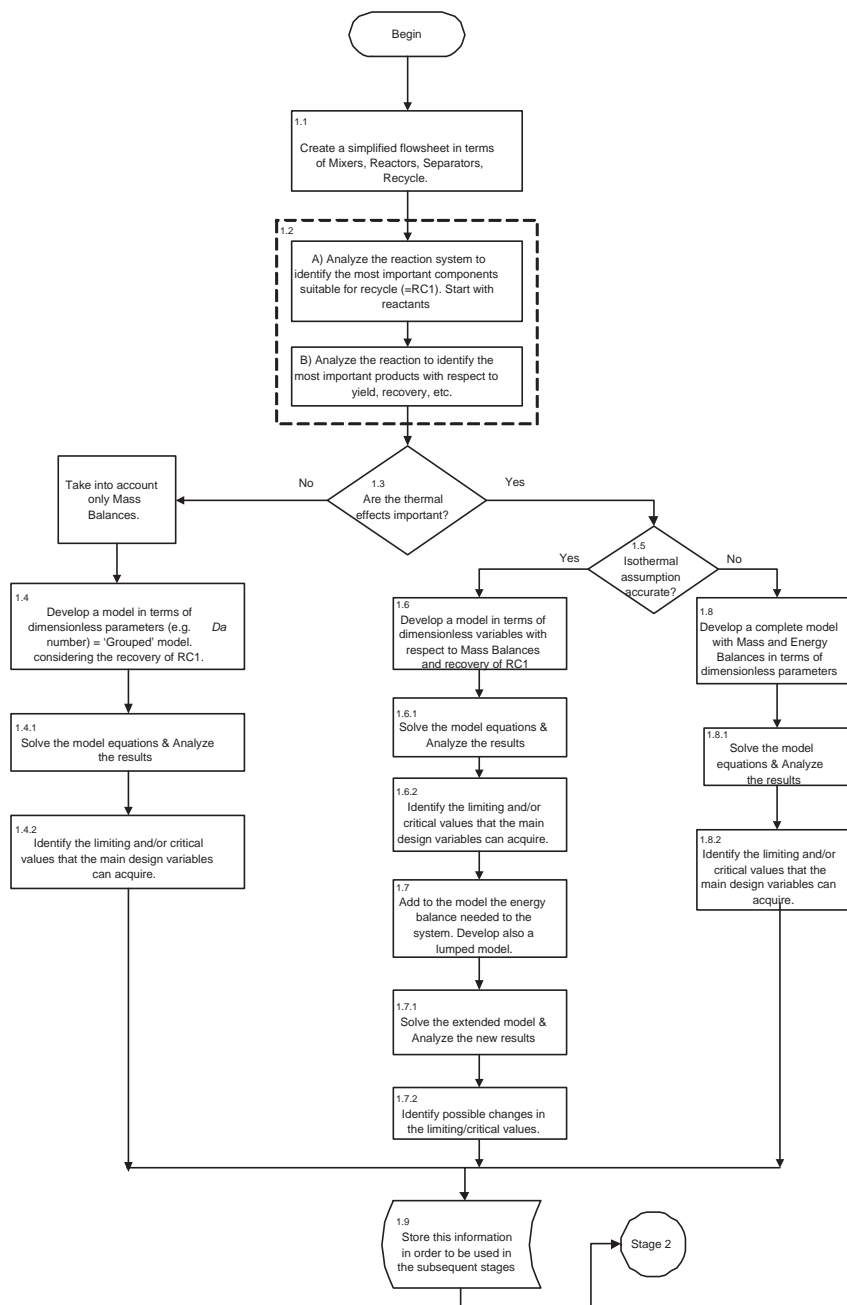 Begin
1.1
Create a simplified flowsheet in terms
of Mixers, Reactors, Separators,
Recycle.
1.2
A) Analyze the reaction system to
identify the most important components
suitable for recycle (=RC1). Start with
reactants
B) Analyze the reaction to identify the
most important products with respect to
yield, recovery, etc.
1.3
Are the thermal
effects important?
No
Yes
Take into account
only Mass
Balances.
1.5
Isothermal
assumption
accurate?
Yes
No
1.4
Develop a model in terms of
dimensionless parameters (e.g. Da
number) = ‘Grouped’ model.
considering the recovery of RC1.
1.4.1
Solve the model equations & Analyze
the results
1.4.2
Identify the limiting and/or critical
values that the main design variables
can acquire.
1.6
Develop a model in terms of
dimensionless variables with
respect to Mass Balances
and recovery of RC1
1.6.1
Solve the model equations &
Analyze the results
1.6.2
Identify the limiting and/or
critical values that the main
design variables can acquire.
1.7
Add to the model the energy
balance needed to the
system. Develop also a
lumped model.
1.7.1
Solve the extended model &
Analyze the new results
1.7.2
Identify possible changes in
the limiting/critical values.
1.8
Develop a complete model
with Mass and Energy
Balances in terms of
dimensionless parameters
1.8.1
Solve the model
equations & Analyze
the results
1.8.2
Identify the limiting and/or
critical values that the
main design variables can
acquire.
1.9
Store this information
in order to be used in
the subsequent stages
Stage 2